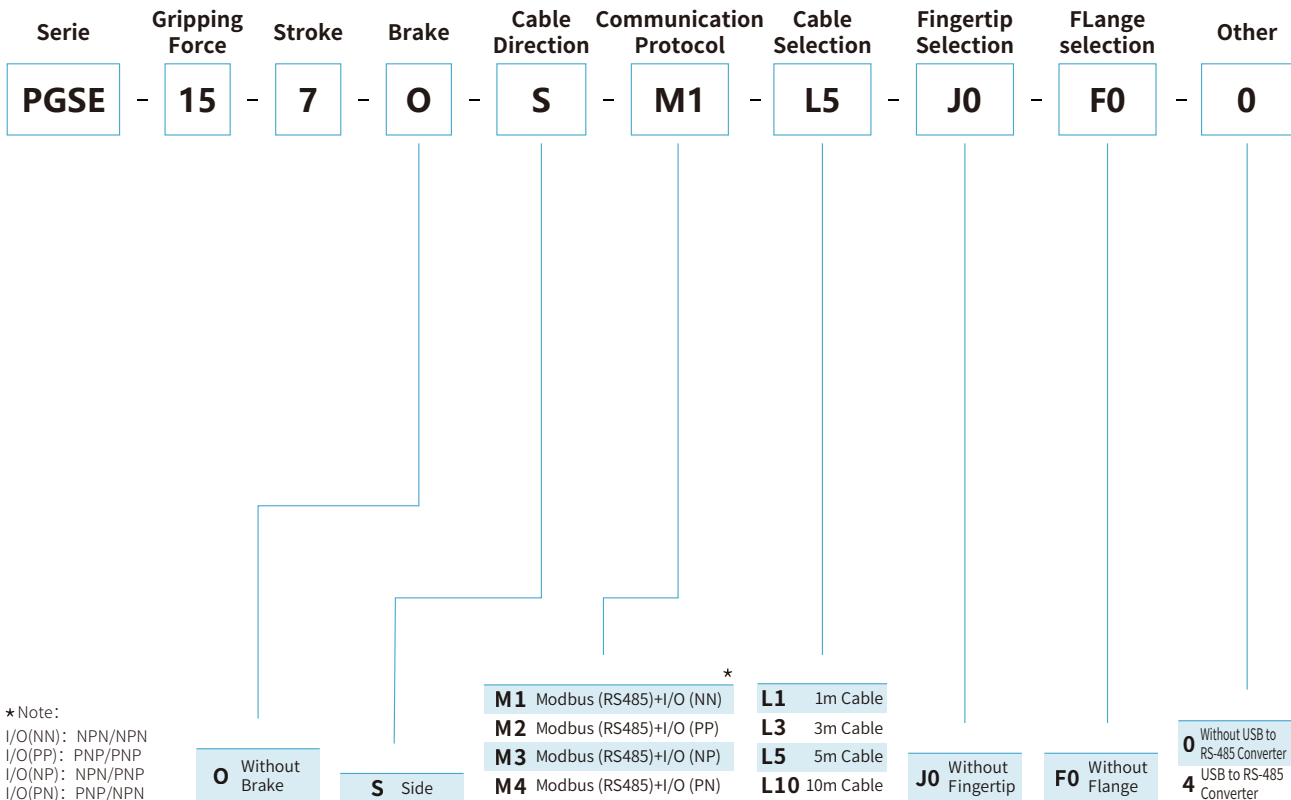 Serie
Gripping
Force
Stroke
Brake
Cable
Direction
Communication
Protocol
Cable
Selection
Fingertip
Selection
FLange
selection
Other
PGSE - 15 - 7 - O - S - M1 - L5 - J0 - F0 - 0
★Note：
I/O(NN)：NPN/NPN
I/O(PP)：PNP/PNP
I/O(NP)：NPN/PNP
I/O(PN)：PNP/NPN
O Without
Brake
S Side
*
M1 Modbus (RS485)+I/O (NN)
M2 Modbus (RS485)+I/O (PP)
M3 Modbus (RS485)+I/O (NP)
M4 Modbus (RS485)+I/O (PN)
L1 1m Cable
L3 3m Cable
L5 5m Cable
L10 10m Cable
J0 Without
Fingertip
F0 Without
Flange
0 Without USB to
RS-485 Converter
4 USB to RS-485
Converter